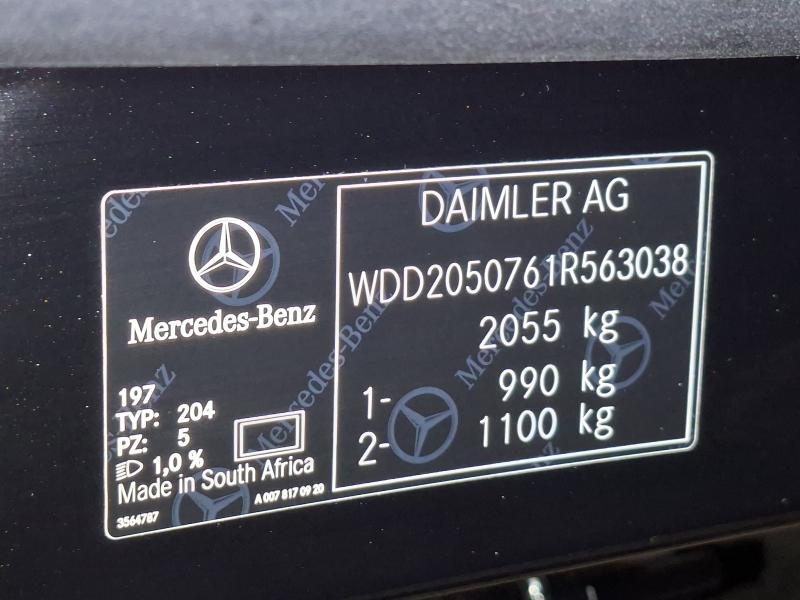 Mercedes-Benz
197
TYP: 204
PZ: 5
1,0 %
Made in South Africa
3564787
A 007 817 09 20
DAIMLER AG
WDD2050761R563038
2055 kg
1- 990 kg
2- 1100 kg